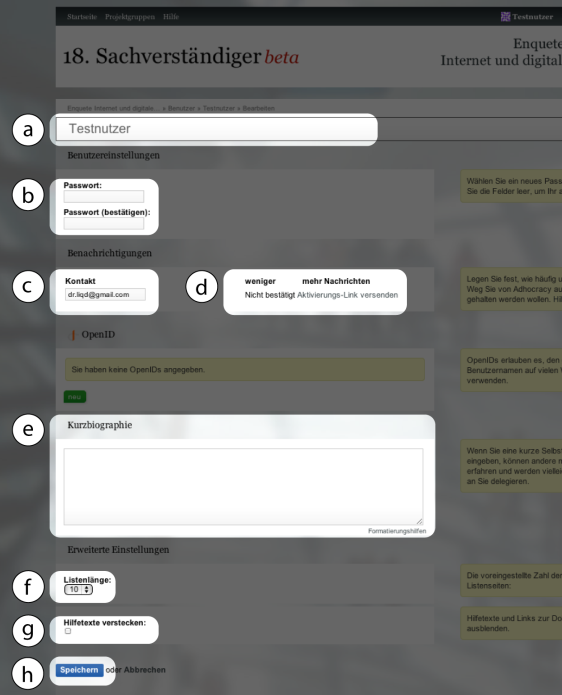 Startseite Projektgruppen Hilfe Testnutzer
18. Sachverständiger beta
Enquete
Internet und digital
Enquete Internet und digitale... » Benutzer » Testnutzer » Bearbeiten
a Testnutzer
Benutzereinstellungen
b Passwort:
Passwort (bestätigen):
Wählen Sie ein neues Pass
Sie die Felder leer, um Ihr a
Benachrichtigungen
c Kontakt
dr.liqd@gmail.com
d weniger mehr Nachrichten
Nicht bestätigt Aktivierungs-Link versenden
Legen Sie fest, wie häufig u
Weg Sie von Adhocracy au
gehalten werden wollen. Hi
OpenID
Sie haben keine OpenIDs angegeben.
neu
OpenIDs erlauben es, den
Benutzernamen auf vielen
verwenden.
e Kurzbiographie
Formatierungshilfen
Wenn Sie eine kurze Selbs
eingeben, können andere m
erfahren und werden vielle
an Sie delegieren.
Erweiterte Einstellungen
f Listenlänge:
10
Die voreingestellte Zahl der
Listenseiten:
g Hilfetexte verstecken:
Hilfetexte und Links zur Do
ausblenden.
h Speichern oder Abbrechen